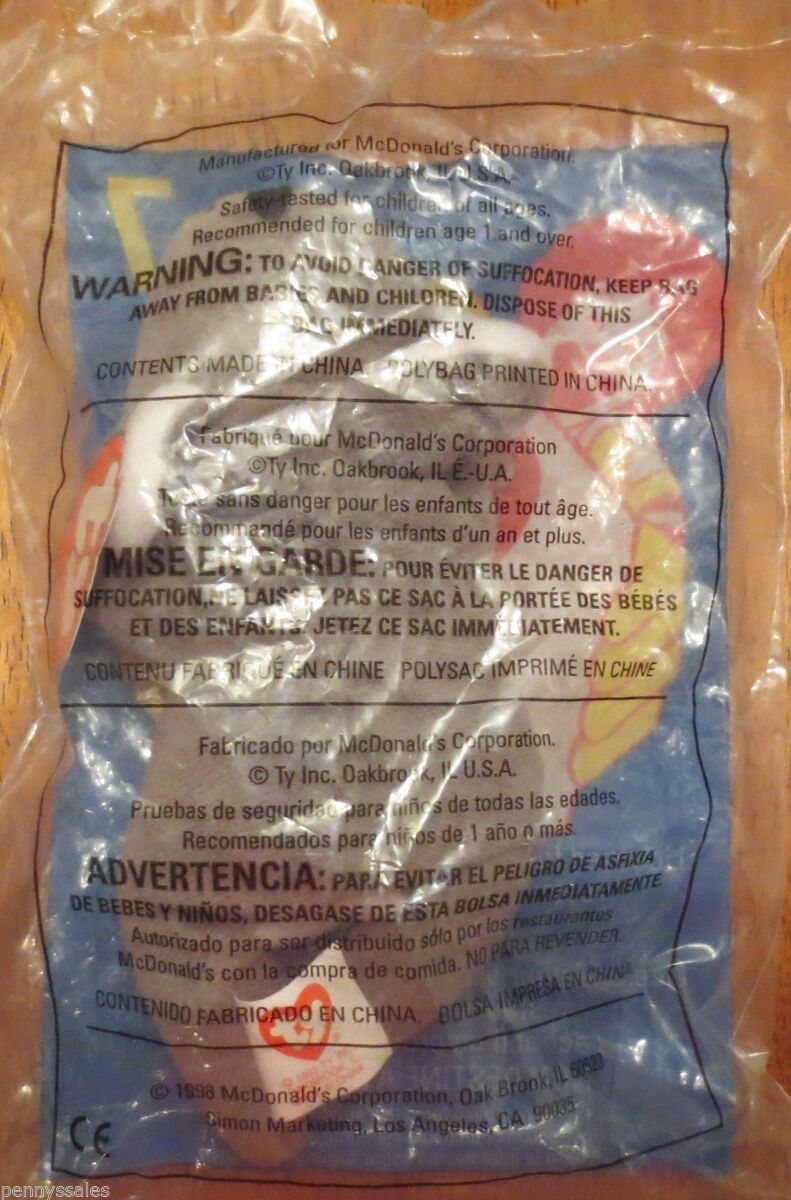 7
Manufactured for McDonald's Corporation.
©Ty Inc. Oakbrook, IL U.S.A.
Safety-tested for children of all ages.
Recommended for children age 1 and over.
WARNING: TO AVOID DANGER OF SUFFOCATION, KEEP BAG
AWAY FROM BABIES AND CHILDREN. DISPOSE OF THIS
BAG IMMEDIATELY.
CONTENTS MADE IN CHINA. POLYBAG PRINTED IN CHINA.
Fabriqué pour McDonald's Corporation
©Ty Inc. Oakbrook, IL É.-U.A.
Testé sans danger pour les enfants de tout âge.
Recommandé pour les enfants d'un an et plus.
MISE EN GARDE: POUR ÉVITER LE DANGER DE
SUFFOCATION, NE LAISSEZ PAS CE SAC À LA PORTÉE DES BÉBÉS
ET DES ENFANTS. JETEZ CE SAC IMMÉDIATEMENT.
CONTENU FABRIQUÉ EN CHINE POLYSAC IMPRIMÉ EN CHINE
Fabricado por McDonald's Corporation.
© Ty Inc. Oakbrook, IL U.S.A.
Pruebas de seguridad para niños de todas las edades.
Recomendados para niños de 1 año o más.
ADVERTENCIA: PARA EVITAR EL PELIGRO DE ASFIXIA
DE BEBES Y NIÑOS, DESAGASE DE ESTA BOLSA INMEDIATAMENTE.
Autorizado para ser distribuido sólo por los restaurantes
McDonald's con la compra de comida. NO PARA REVENDER.
CONTENIDO FABRICADO EN CHINA. BOLSA IMPRESA EN CHINA
ty
© 1998 McDonald's Corporation, Oak Brook, IL 60523
Simon Marketing, Los Angeles, CA 90035
CE
pennyssales